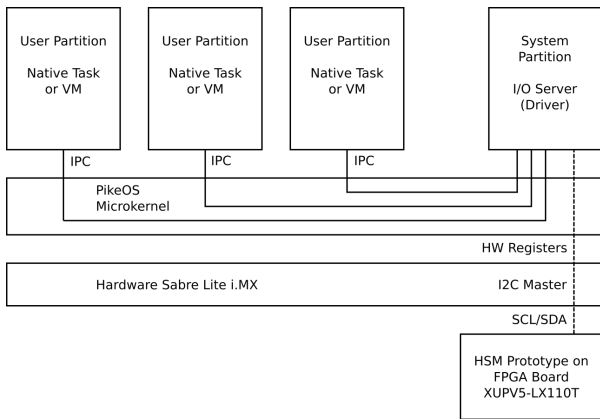 User Partition
Native Task
or VM
User Partition
Native Task
or VM
User Partition
Native Task
or VM
System
Partition
I/O Server
(Driver)
IPC
IPC
IPC
PikeOS
Microkernel
HW Registers
Hardware Sabre Lite i.MX
I2C Master
SCL/SDA
HSM Prototype on
FPGA Board
XUPV5-LX110T